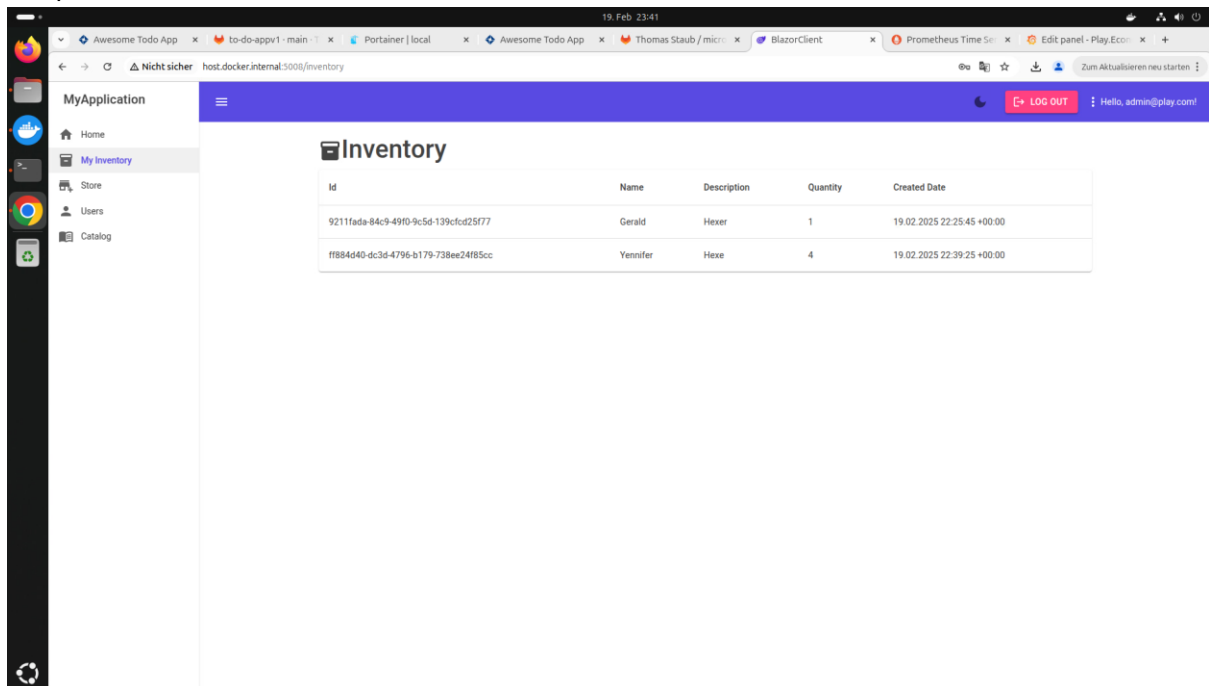 19. Feb 23:41
Awesome Todo App
to-do-appv1 · main · T
Portainer | local
Awesome Todo App
Thomas Staub / micro
BlazorClient
Prometheus Time Se
Edit panel - Play.Econ
Nicht sicher host.docker.internal:5008/inventory
Zum Aktualisieren neu starten
MyApplication
LOG OUT
Hello, admin@play.com!
Home
My Inventory
Store
Users
Catalog
Inventory
Id Name Description Quantity Created Date
9211fada-84c9-49f0-9c5d-139cfcd25f77 Gerald Hexer 1 19.02.2025 22:25:45 +00:00
ff884d40-dc3d-4796-b179-738ee24f85cc Yennifer Hexe 4 19.02.2025 22:39:25 +00:00